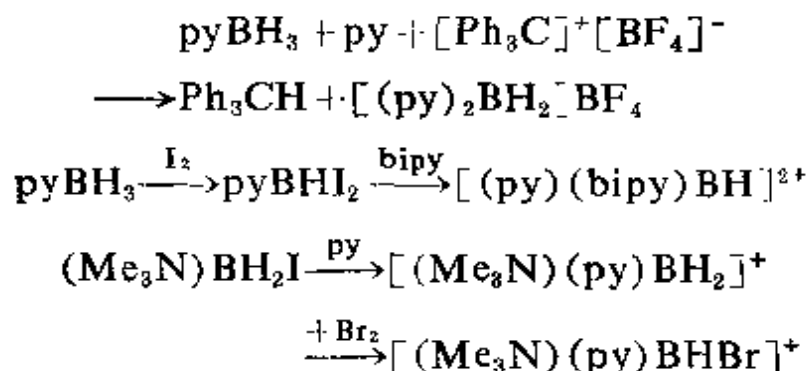 pyBH₃ + py + [Ph₃C]⁺[BF₄]⁻
⟶Ph₃CH + [(py)₂BH₂]BF₄
pyBH₃ —I₂→ pyBHI₂ —bipy→ [(py)(bipy)BH]²⁺
(Me₃N)BH₂I —py→ [(Me₃N)(py)BH₂]⁺
—+Br₂→ [(Me₃N)(py)BHBr]⁺